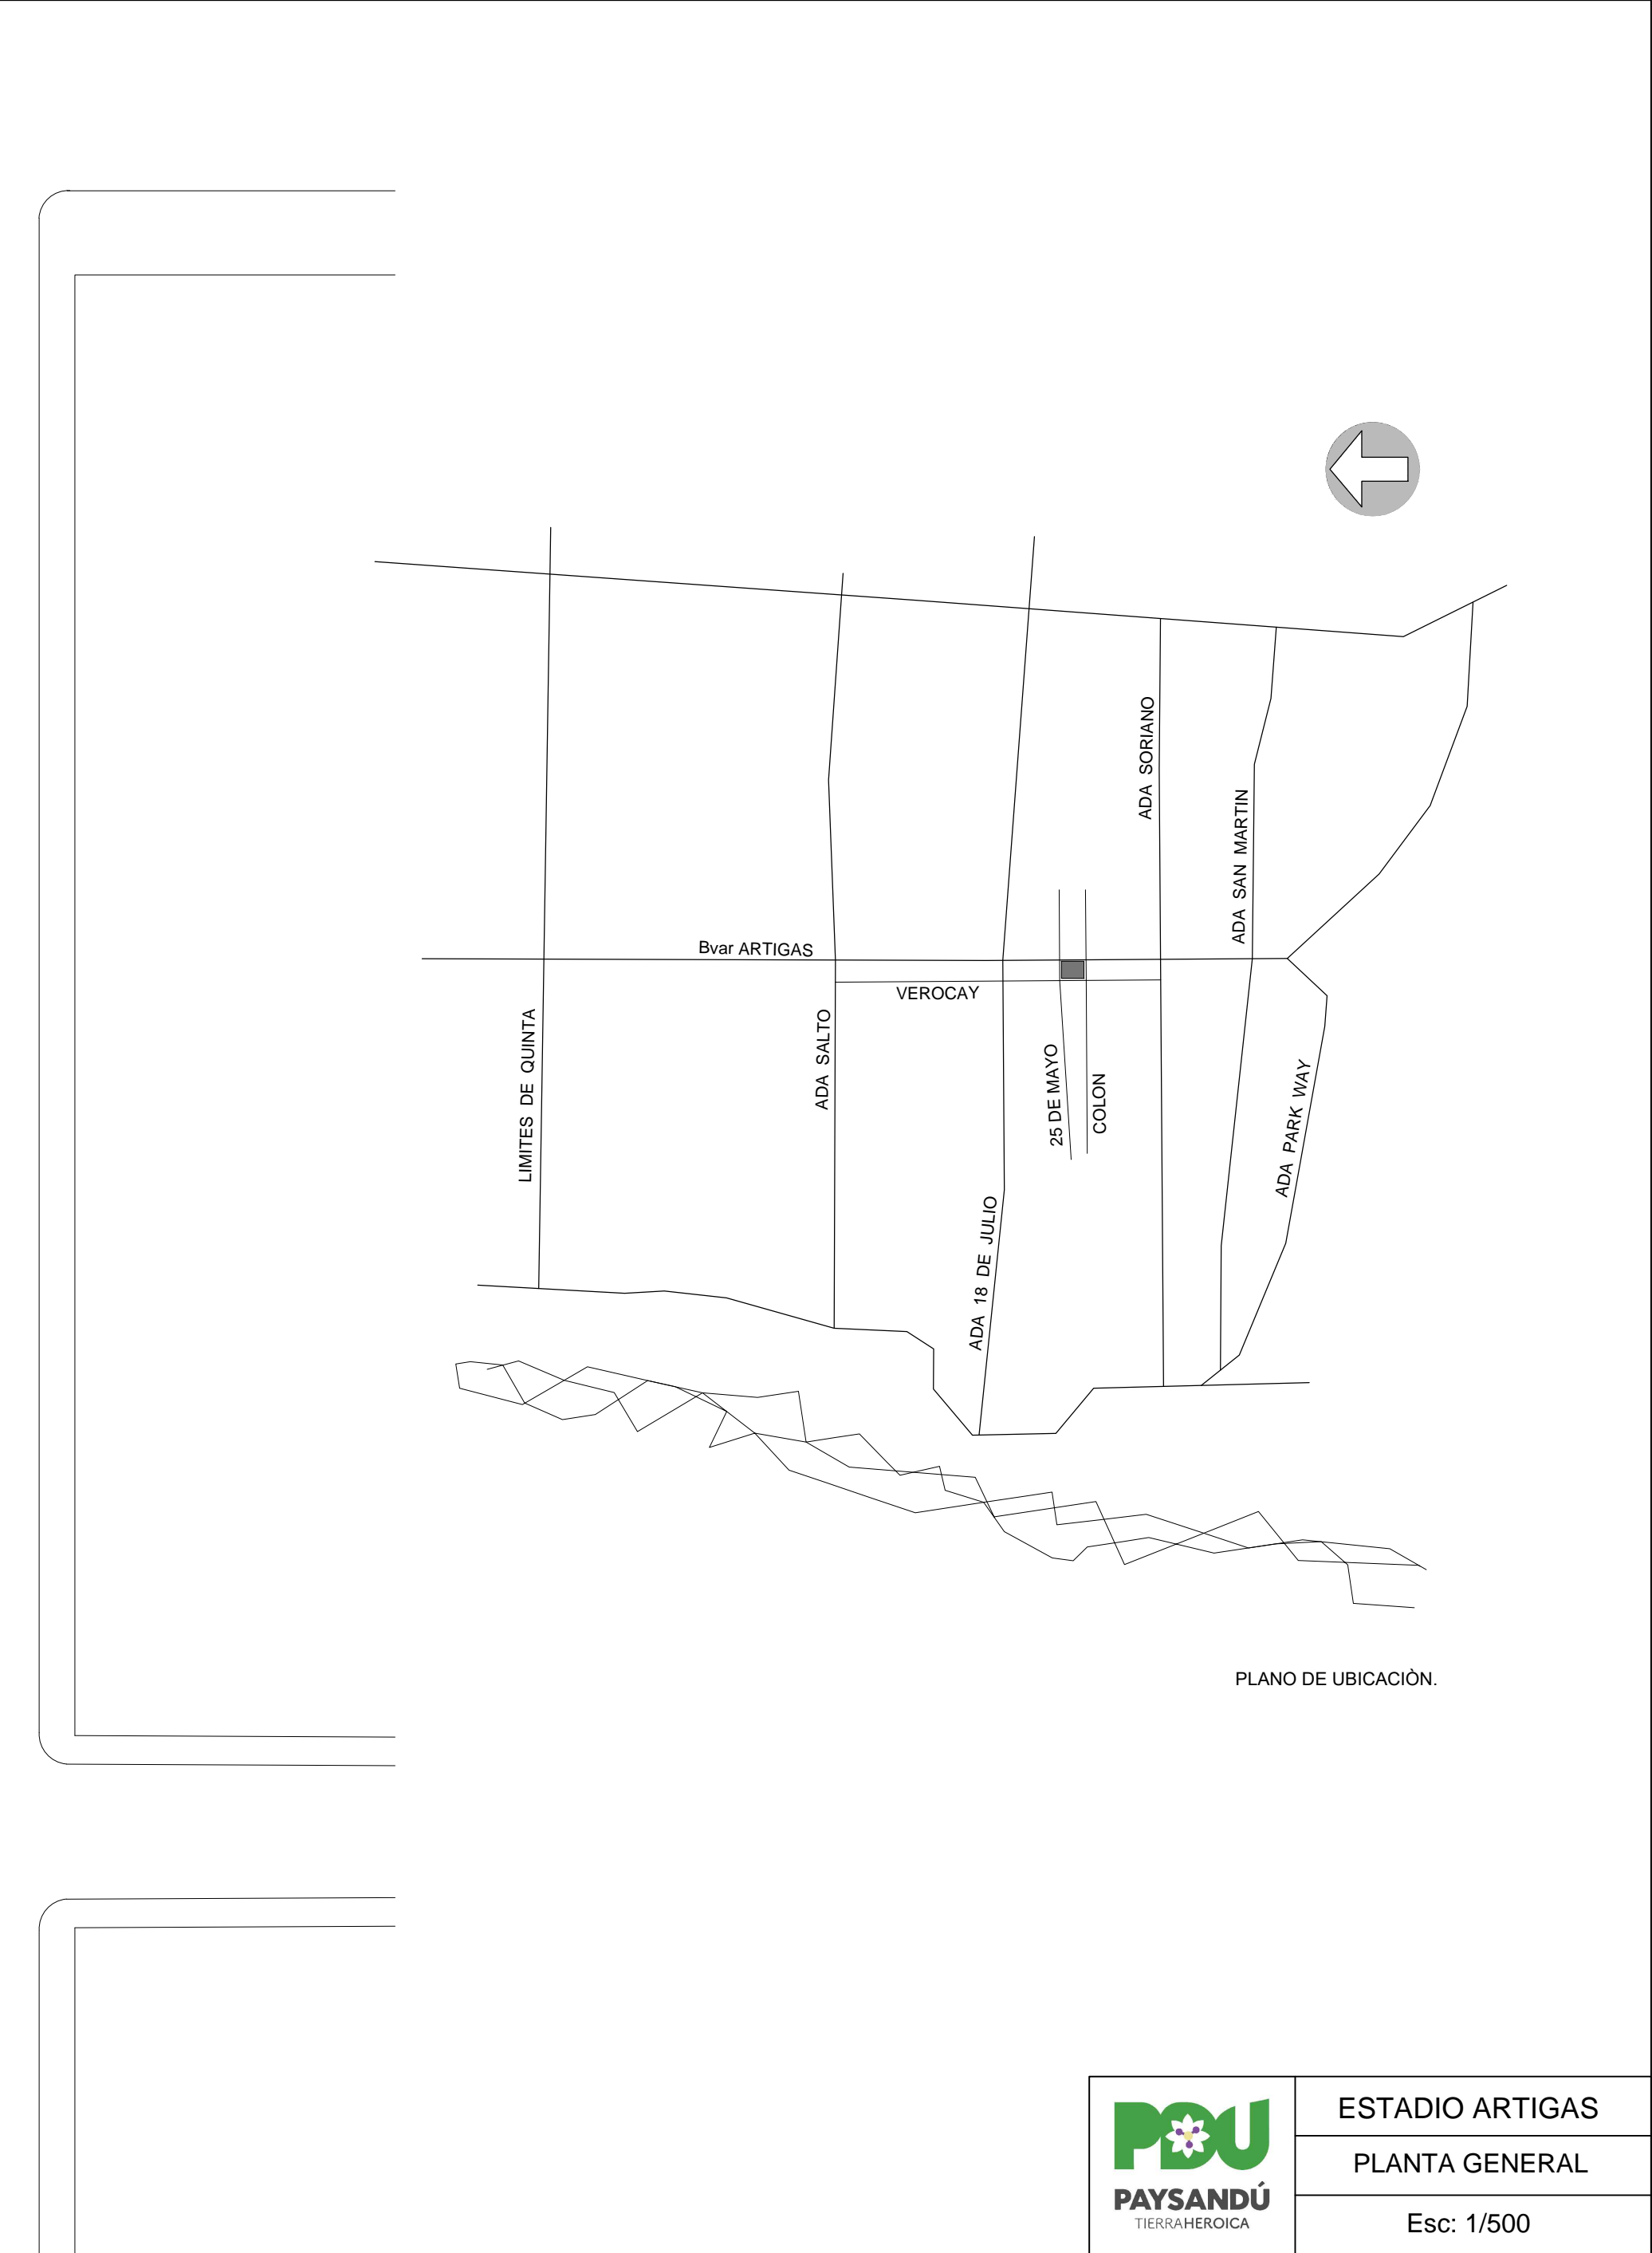 ADA  SORIANO
ADA  SAN  MARTIN
Bvar ARTIGAS
VEROCAY
LIMITES  DE  QUINTA
ADA  SALTO
25 DE MAYO
COLON
ADA  PARK  WAY
ADA  18  DE  JULIO
PLANO DE UBICACIÒN.
PDU
PAYSANDÚ
TIERRAHEROICA
ESTADIO ARTIGAS
PLANTA GENERAL
Esc: 1/500